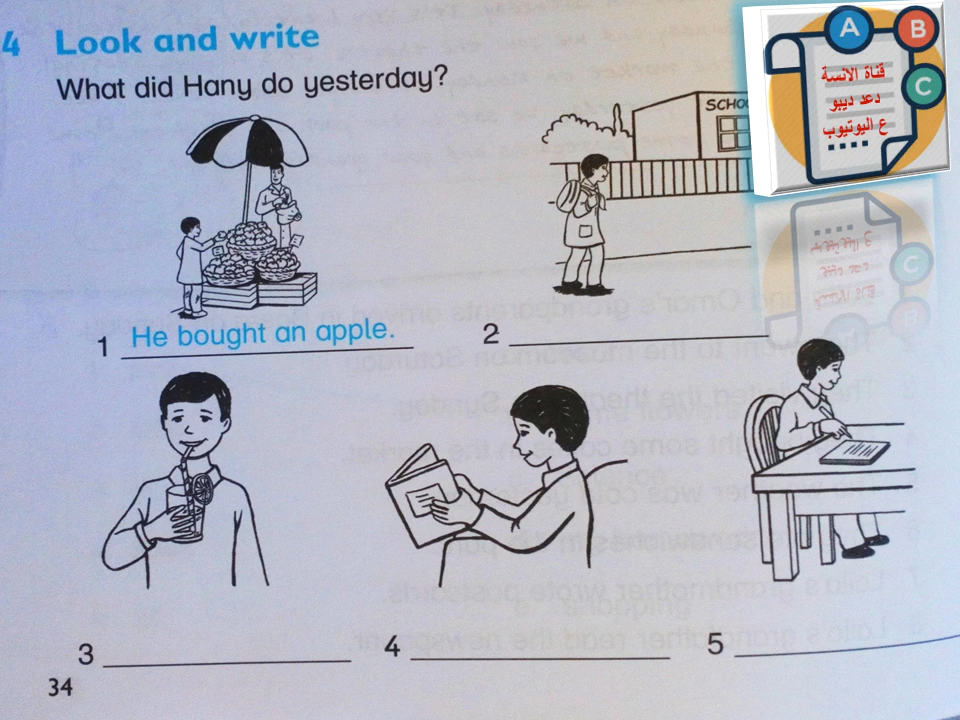 4 Look and write
What did Hany do yesterday?
SCHOO
A B
C
قناة الانسة
دعد ديبو
ع اليوتيوب
1 He bought an apple.
2
3
4
5
34